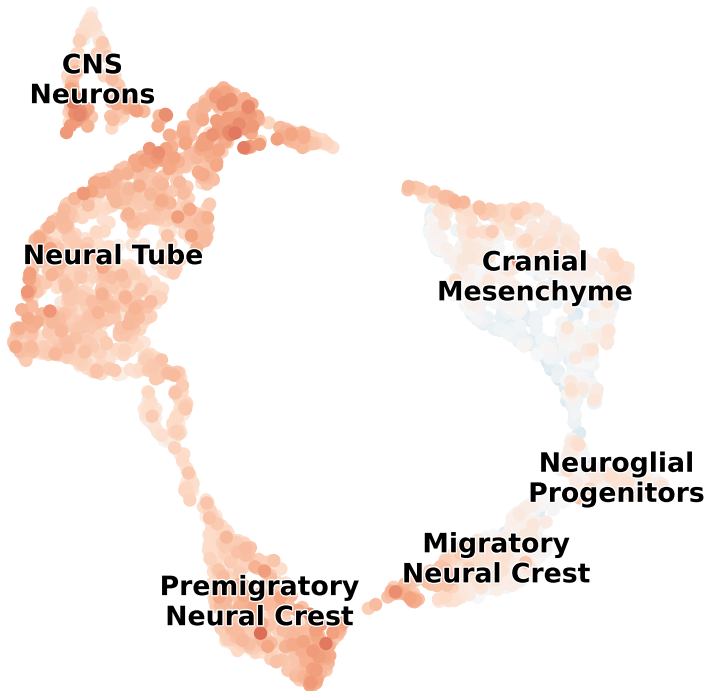 CNS
Neurons
Neural Tube
Cranial
Mesenchyme
Neuroglial
Progenitors
Migratory
Neural Crest
Premigratory
Neural Crest